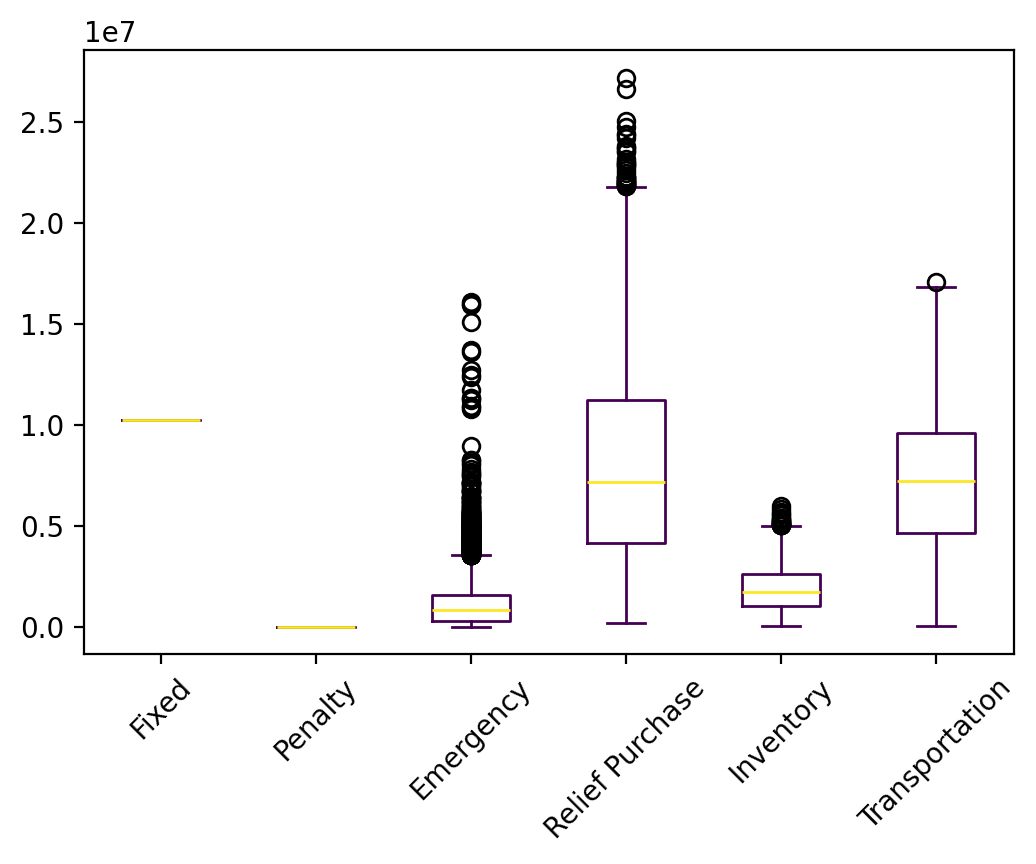 1e7
2.5
2.0
1.5
1.0
0.5
0.0
Fixed
Penalty
Emergency
Relief Purchase
Inventory
Transportation